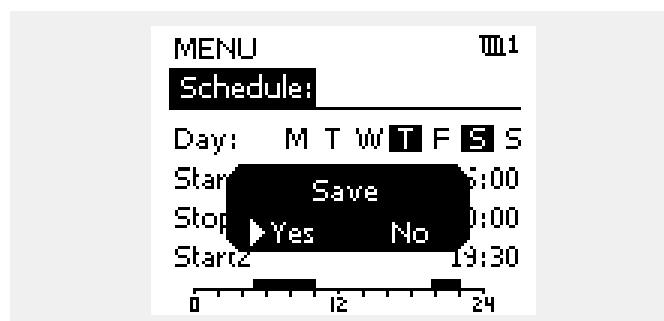 MENU 1
Schedule:
Day: M T W T F S S
Save
Yes No
Start2 19:30
0 12 24